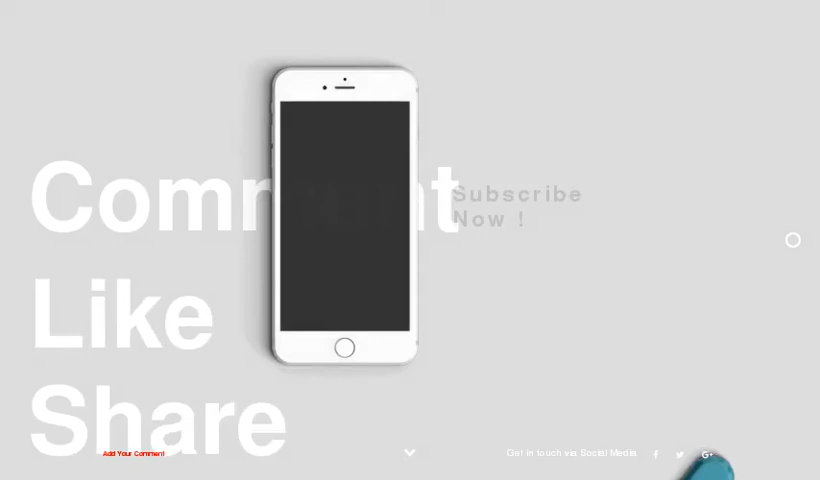 Comment
Subscribe
Now !
Like
Share
Add Your Comment
Get in touch via Social Media